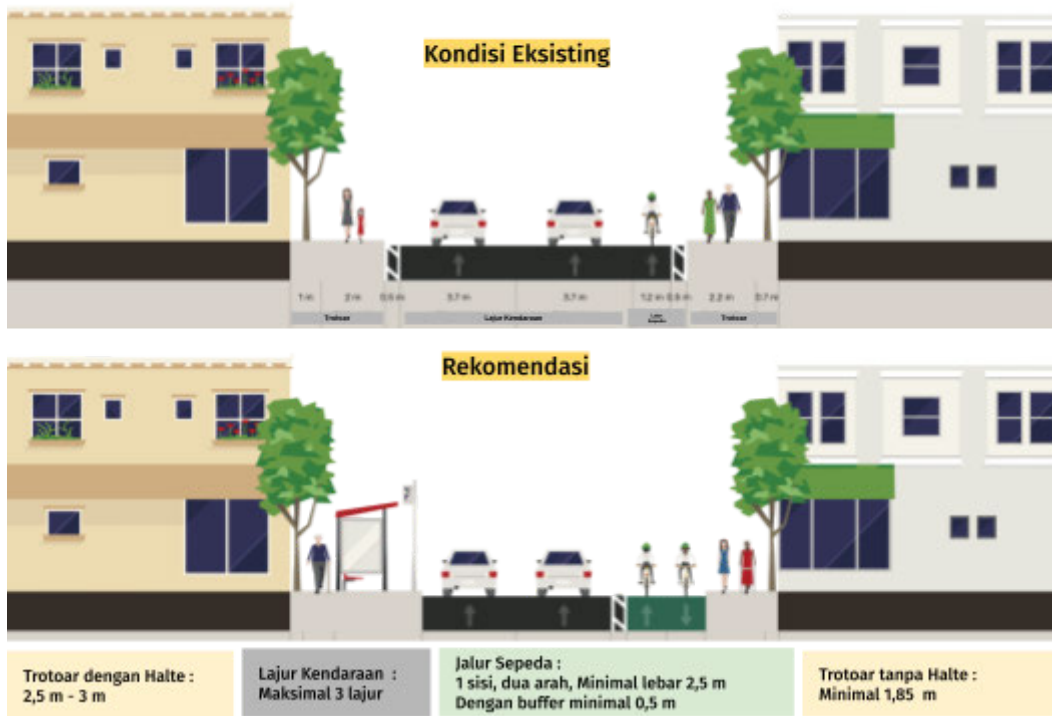 Kondisi Eksisting
1 m 2 m 0.5 m 3.7 m 3.7 m 1.2 m 0.5 m 2.2 m 0.7 m
Trotoar Lajur Kendaraan Trotoar
Rekomendasi
Trotoar dengan Halte :
2,5 m - 3 m
Lajur Kendaraan :
Maksimal 3 lajur
Jalur Sepeda :
1 sisi, dua arah, Minimal lebar 2,5 m
Dengan buffer minimal 0,5 m
Trotoar tanpa Halte :
Minimal 1,85 m